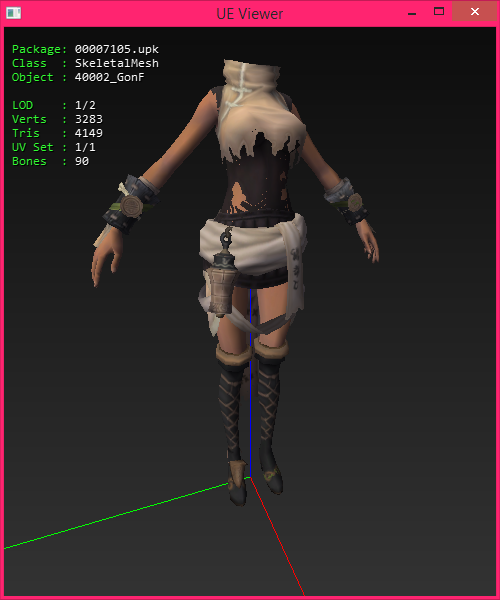 UE Viewer
Package: 00007105.upk
Class  : SkeletalMesh
Object : 40002_GonF
LOD    : 1/2
Verts  : 3283
Tris   : 4149
UV Set : 1/1
Bones  : 90